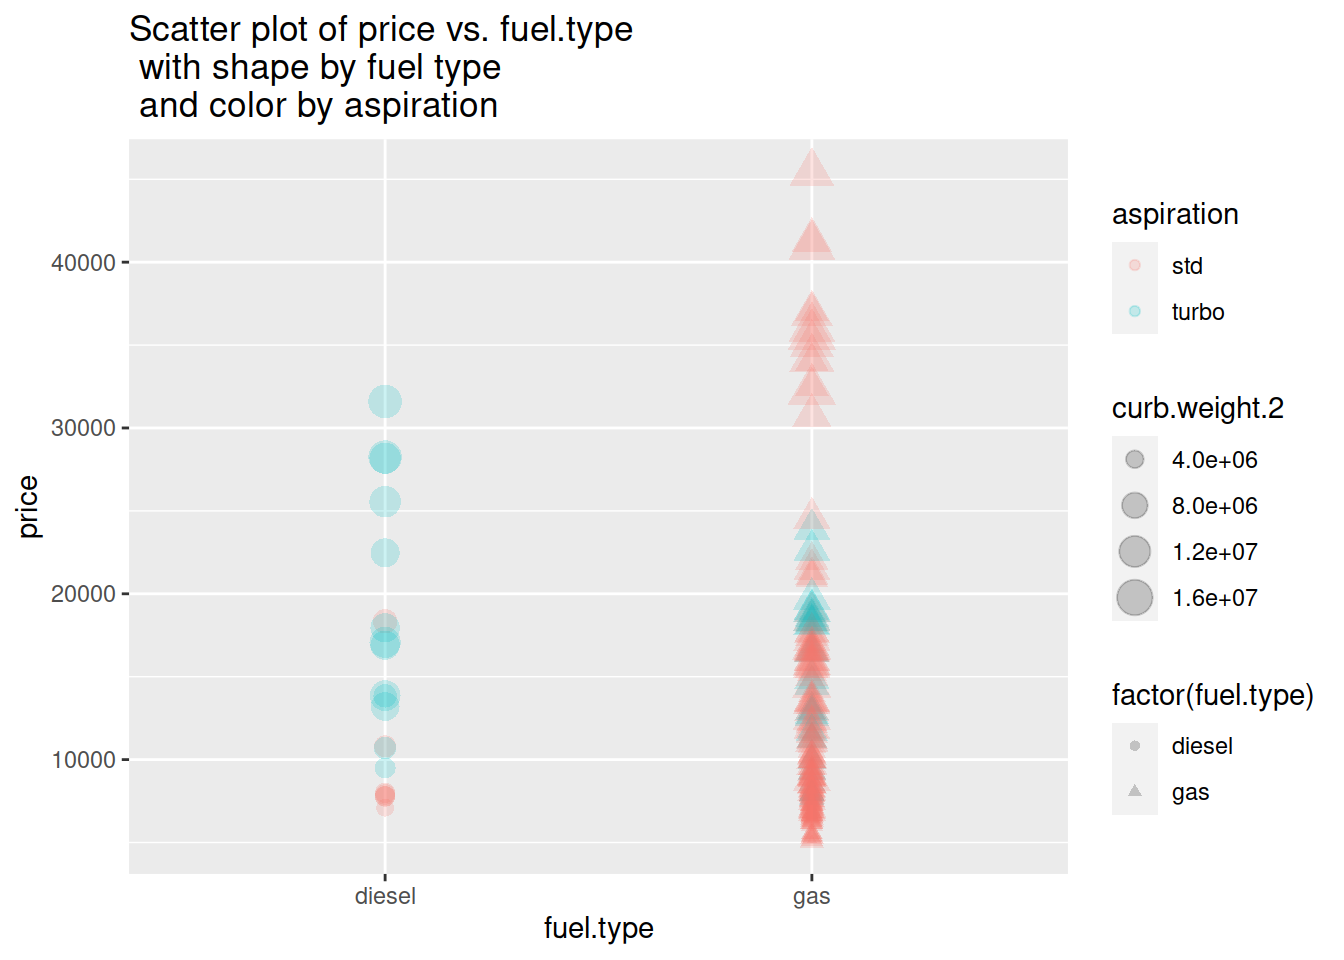 Scatter plot of price vs. fuel.type
with shape by fuel type
and color by aspiration
price
40000
30000
20000
10000
diesel
gas
fuel.type
aspiration
std
turbo
curb.weight.2
4.0e+06
8.0e+06
1.2e+07
1.6e+07
factor(fuel.type)
diesel
gas